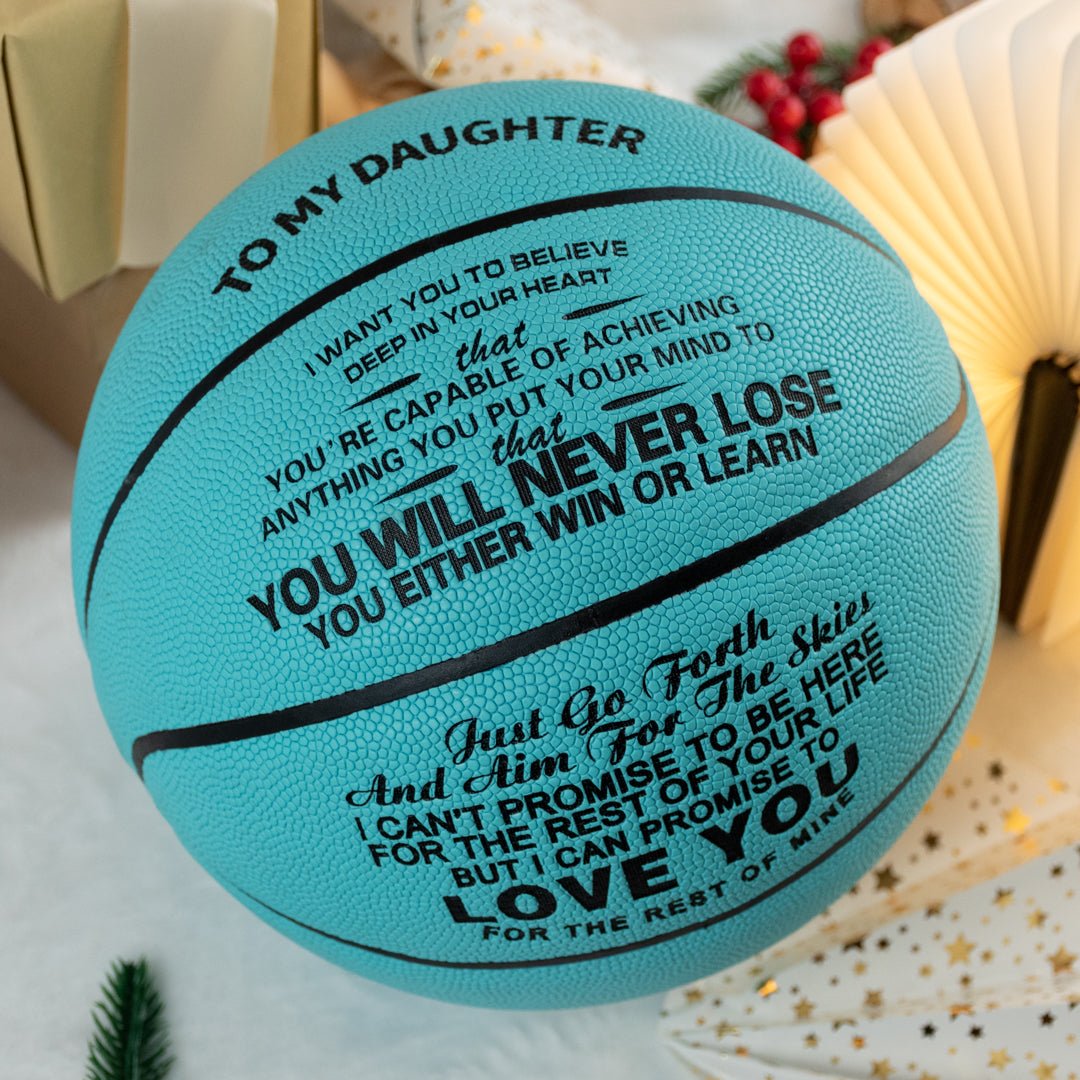 TO MY DAUGHTER
I WANT YOU TO BELIEVE
DEEP IN YOUR HEART
that
YOU'RE CAPABLE OF ACHIEVING
ANYTHING YOU PUT YOUR MIND TO
that
YOU WILL NEVER LOSE
YOU EITHER WIN OR LEARN
Just Go Forth
And Aim For The Skies
I CAN'T PROMISE TO BE HERE
FOR THE REST OF YOUR LIFE
BUT I CAN PROMISE TO
LOVE YOU
FOR THE REST OF MINE